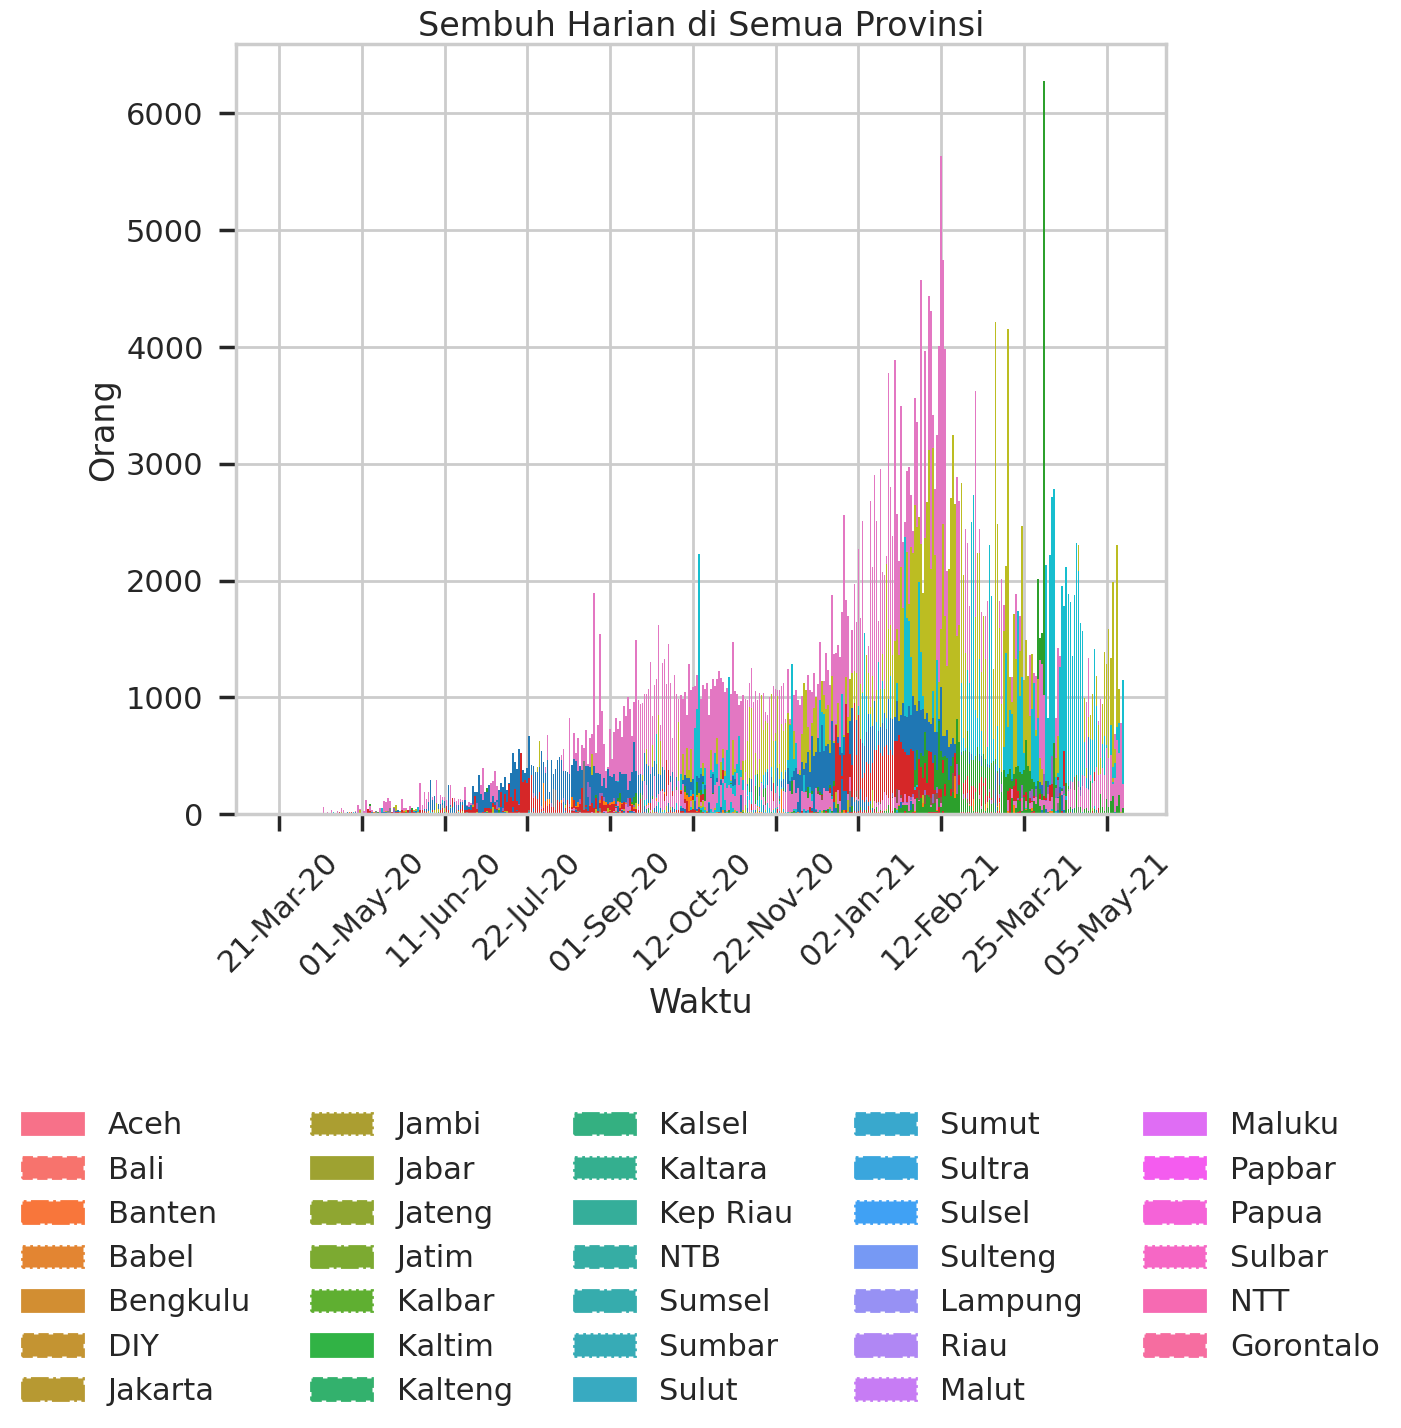 Sembuh Harian di Semua Provinsi
6000
5000
4000
3000
2000
1000
0
Orang
21-Mar-20
01-May-20
11-Jun-20
22-Jul-20
01-Sep-20
12-Oct-20
22-Nov-20
02-Jan-21
12-Feb-21
25-Mar-21
05-May-21
Waktu
Aceh
Bali
Banten
Babel
Bengkulu
DIY
Jakarta
Jambi
Jabar
Jateng
Jatim
Kalbar
Kaltim
Kalteng
Kalsel
Kaltara
Kep Riau
NTB
Sumsel
Sumbar
Sulut
Sumut
Sultra
Sulsel
Sulteng
Lampung
Riau
Malut
Maluku
Papbar
Papua
Sulbar
NTT
Gorontalo